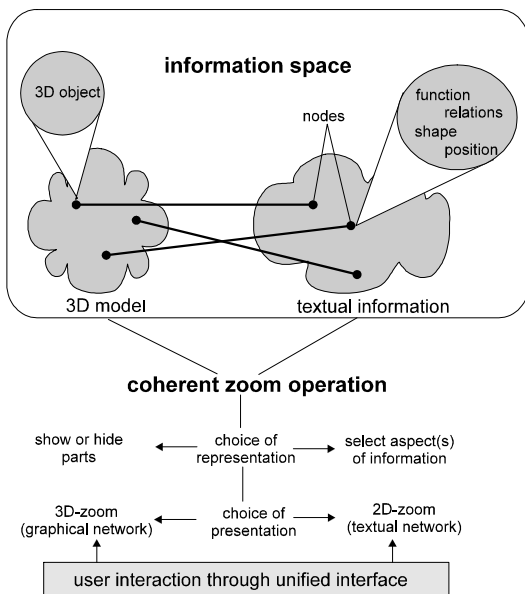 information space
3D object
function
relations
shape
position
nodes
3D model
textual information
coherent zoom operation
show or hide
parts
choice of
representation
select aspect(s)
of information
3D-zoom
(graphical network)
choice of
presentation
2D-zoom
(textual network)
user interaction through unified interface